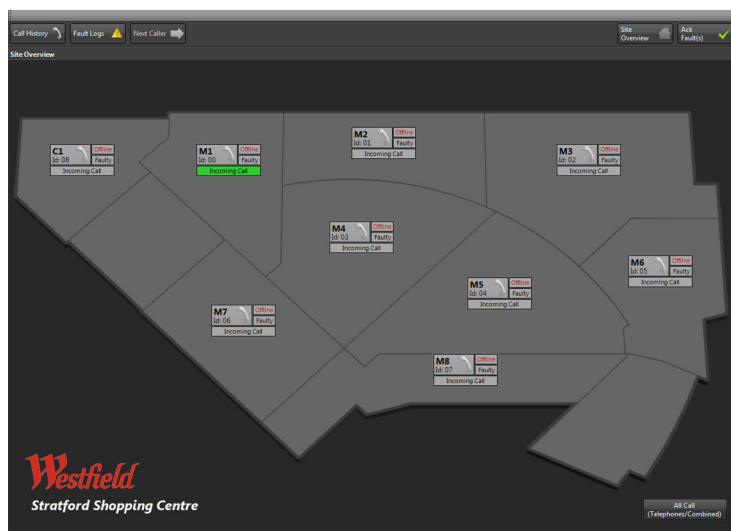 Call History
Fault Logs
Next Caller
Site
Overview
Ack
Fault(s)
Site Overview
C1
Offline
Id: 08
Faulty
Incoming Call
M1
Offline
Id: 00
Faulty
Incoming Call
M2
Offline
Id: 01
Faulty
Incoming Call
M3
Offline
Id: 02
Faulty
Incoming Call
M4
Offline
Id: 03
Faulty
Incoming Call
M5
Offline
Id: 04
Faulty
Incoming Call
M6
Offline
Id: 05
Faulty
Incoming Call
M7
Offline
Id: 06
Faulty
Incoming Call
M8
Offline
Id: 07
Faulty
Incoming Call
Westfield
Stratford Shopping Centre
All Call
(Telephones/Combined)